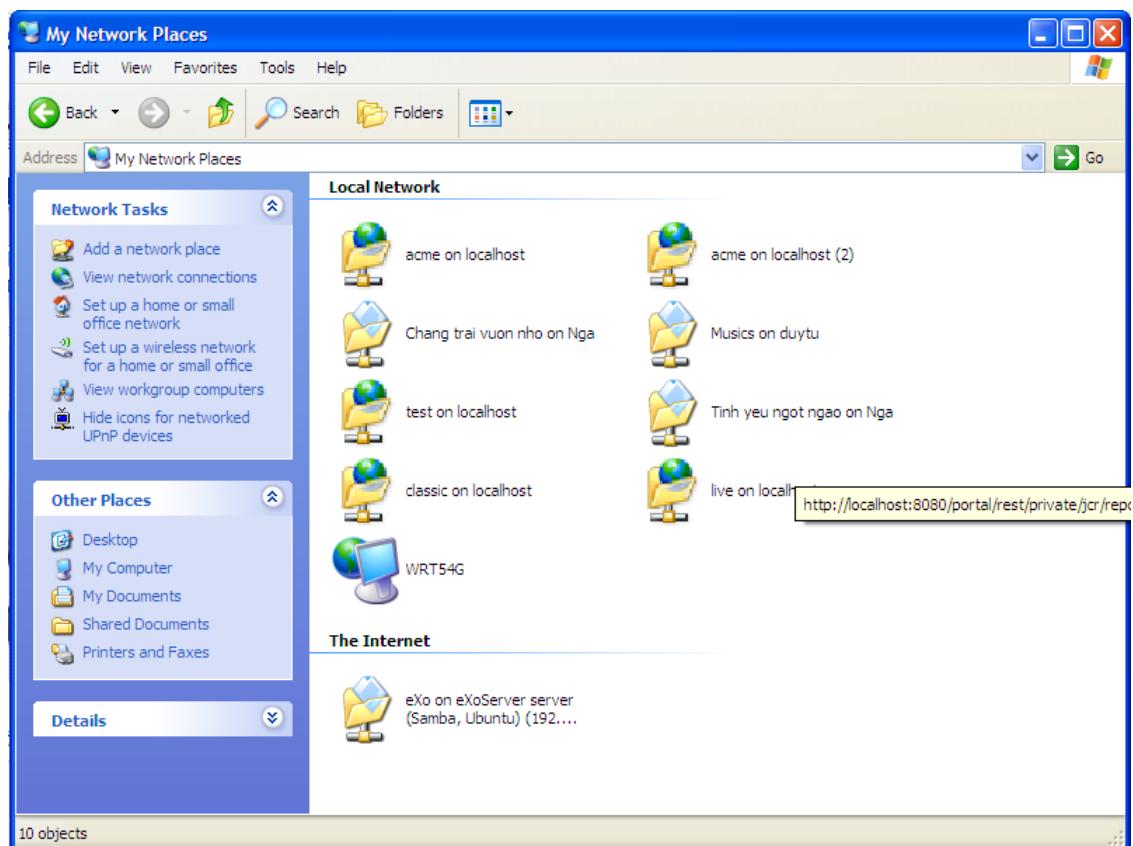 My Network Places
File Edit View Favorites Tools Help
Back Search Folders
Address My Network Places Go
Network Tasks
Add a network place
View network connections
Set up a home or small
office network
Set up a wireless network
for a home or small office
View workgroup computers
Hide icons for networked
UPnP devices
Other Places
Desktop
My Computer
My Documents
Shared Documents
Printers and Faxes
Details
Local Network
acme on localhost
acme on localhost (2)
Chang trai vuon nho on Nga
Musics on duytu
test on localhost
Tinh yeu ngot ngao on Nga
classic on localhost
live on localh
http://localhost:8080/portal/rest/private/jcr/repo
WRT54G
The Internet
eXo on eXoServer server
(Samba, Ubuntu) (192....
10 objects